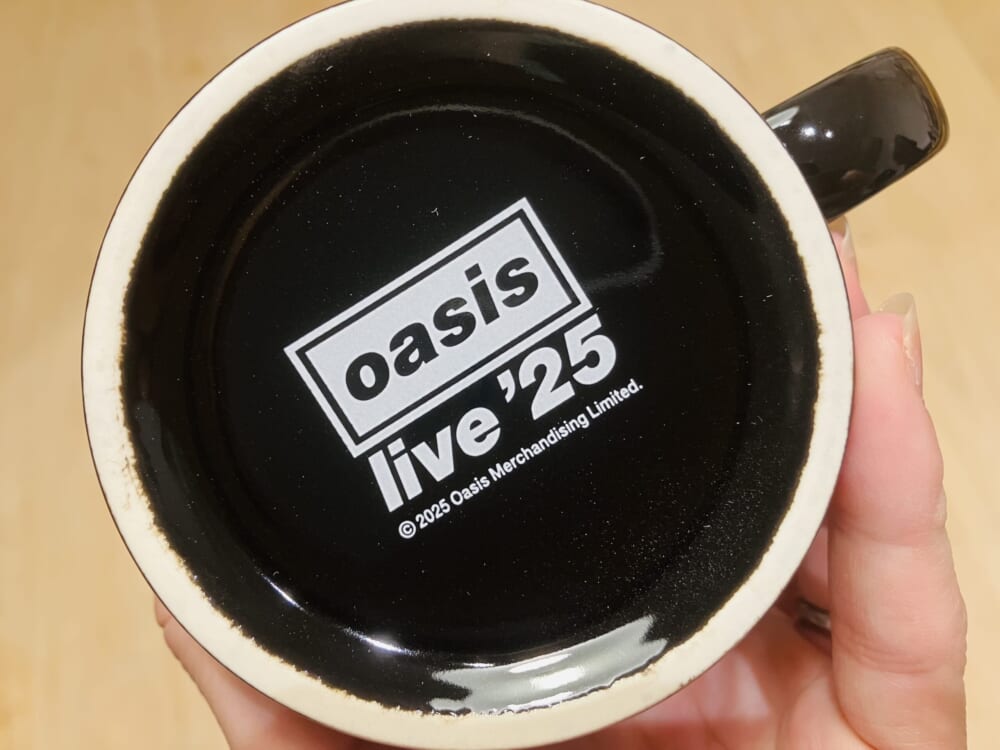 oasis
live '25
© 2025 Oasis Merchandising Limited.